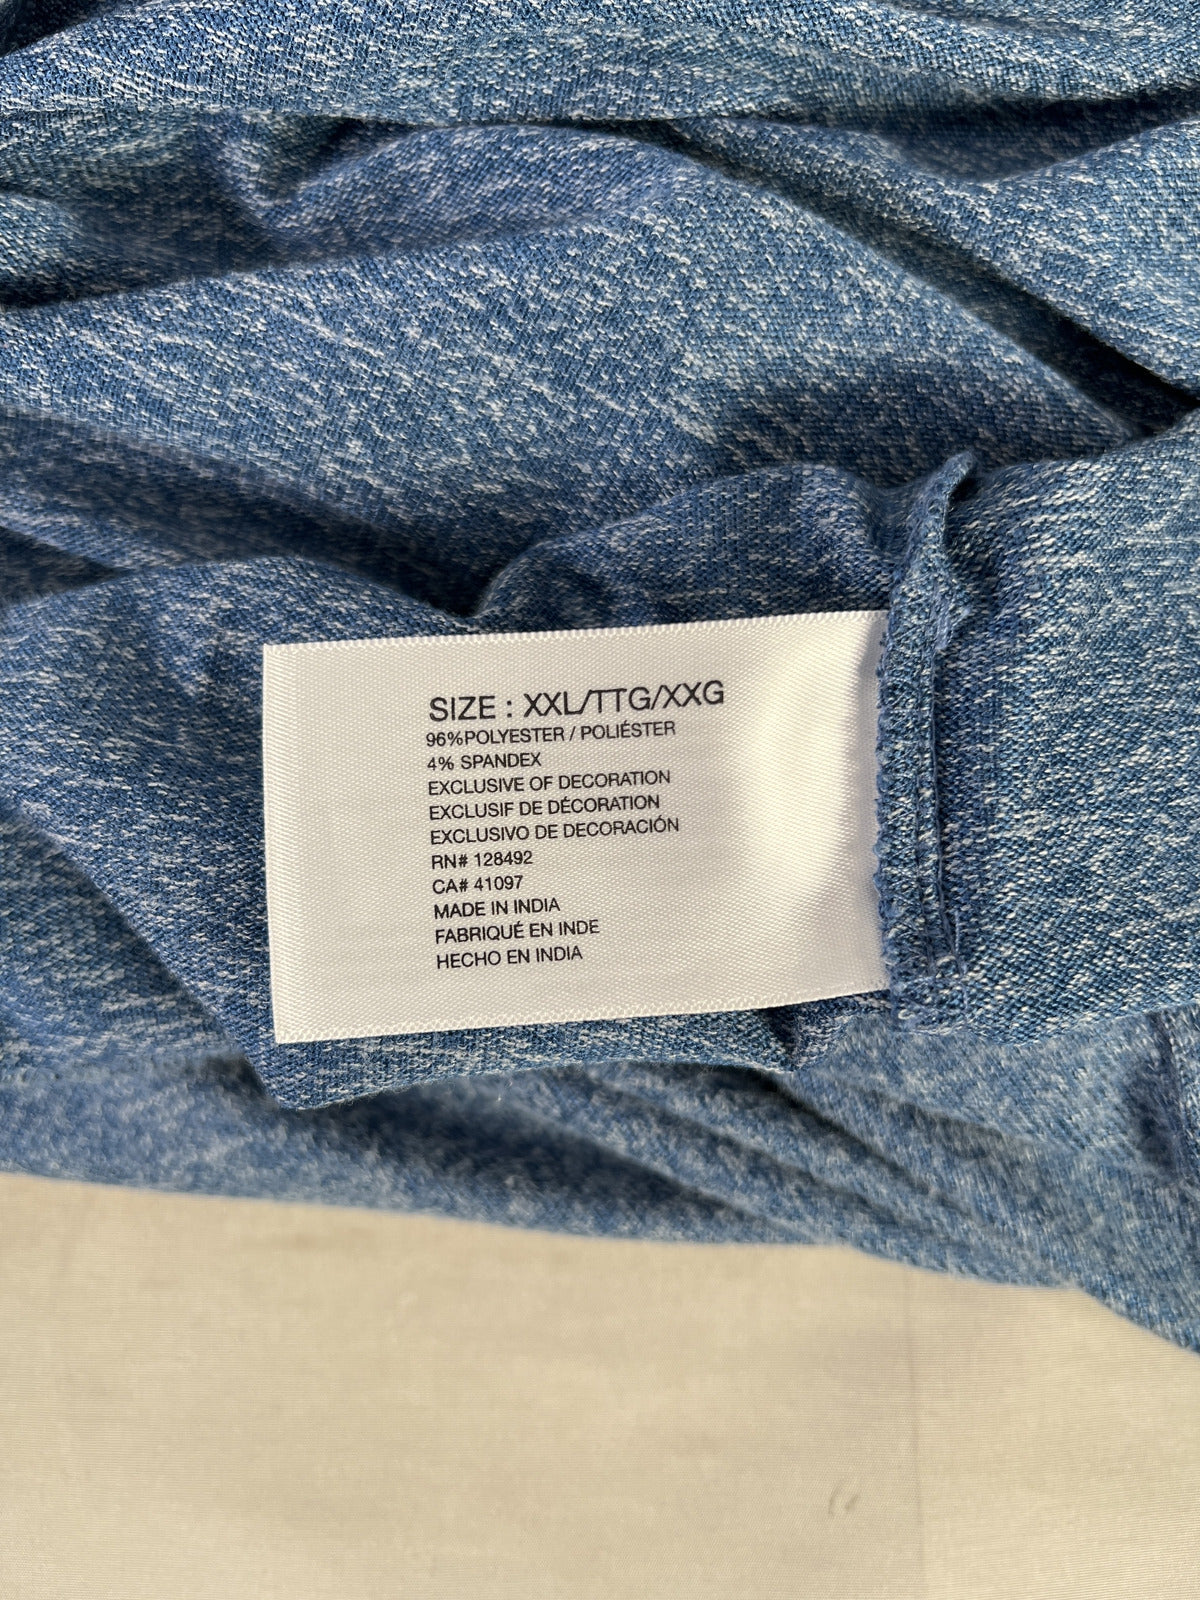 SIZE : XXL/TTG/XXG
96%POLYESTER / POLIÉSTER
4% SPANDEX
EXCLUSIVE OF DECORATION
EXCLUSIF DE DÉCORATION
EXCLUSIVO DE DECORACIÓN
RN# 128492
CA# 41097
MADE IN INDIA
FABRIQUÉ EN INDE
HECHO EN INDIA